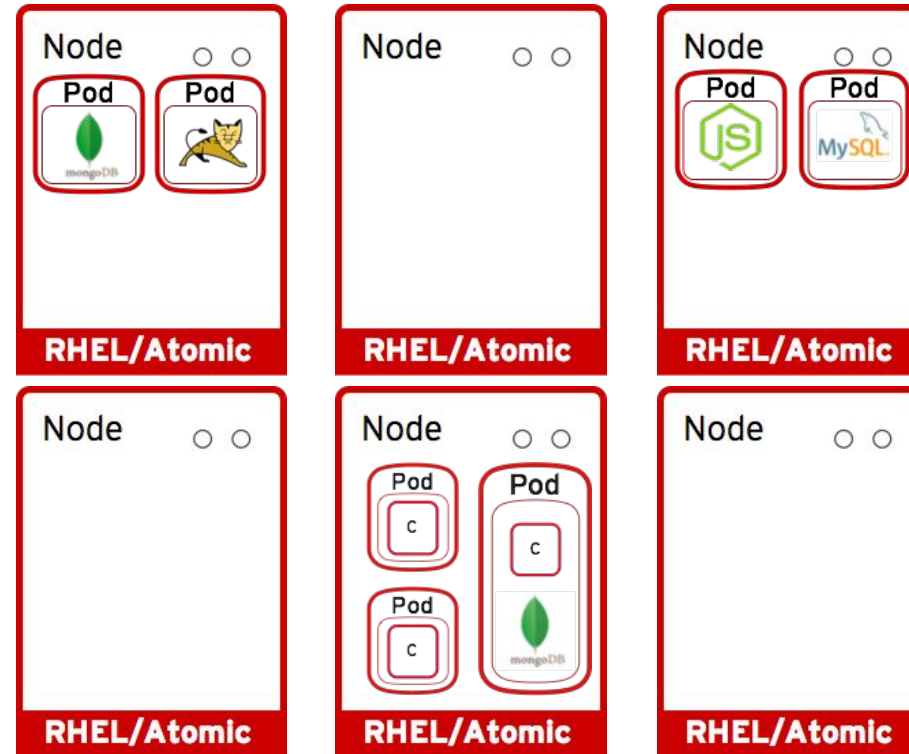 Node
Pod
mongoDB
Pod
RHEL/Atomic
Node
RHEL/Atomic
Node
Pod
JS
Pod
MySQL
RHEL/Atomic
Node
RHEL/Atomic
Node
Pod
c
Pod
c
Pod
c
mongoDB
RHEL/Atomic
Node
RHEL/Atomic